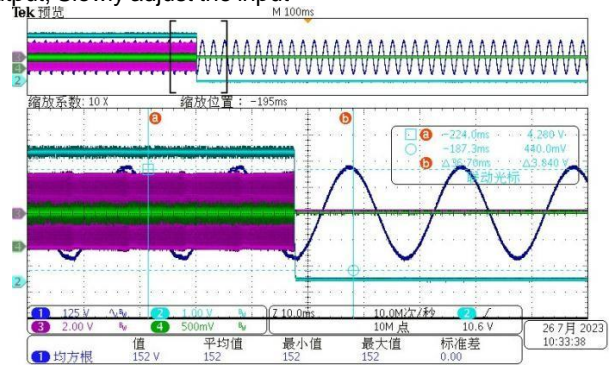 tput, Slowly adjust the input
Tek 预览 M 100ms
缩放系数: 10 X 缩放位置: -195ms
a b
a -224.0ms 4.280 V
-187.3ms 440.0mV
b Δ36.70ms Δ3.840 V
联动光标
3
4
2
1 125 V 2 1.00 V Z 10.0ms 10.0M次/秒 2
3 2.00 V 4 500mV 10M 点 10.6 V
26 7月 2023
10:33:38
值 平均值 最小值 最大值 标准差
1 均方根 152 V 152 152 152 0.00